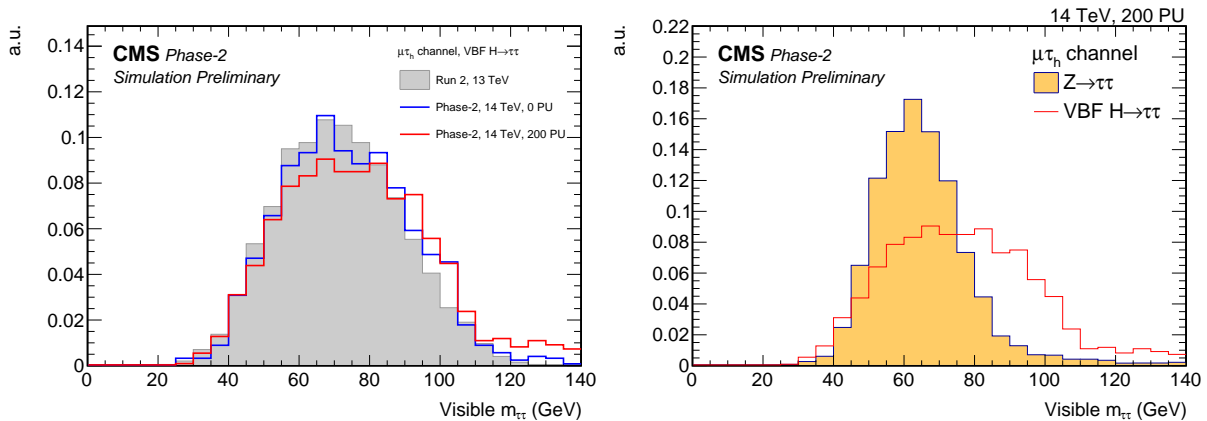 a.u.
0.14
0.12
0.1
0.08
0.06
0.04
0.02
0
CMS Phase-2
Simulation Preliminary
μτh channel, VBF H→ττ
Run 2, 13 TeV
Phase-2, 14 TeV, 0 PU
Phase-2, 14 TeV, 200 PU
0 20 40 60 80 100 120 140
Visible mττ (GeV)
14 TeV, 200 PU
a.u.
0.22
0.2
0.18
0.16
0.14
0.12
0.1
0.08
0.06
0.04
0.02
0
CMS Phase-2
Simulation Preliminary
μτh channel
Z→ττ
VBF H→ττ
0 20 40 60 80 100 120 140
Visible mττ (GeV)